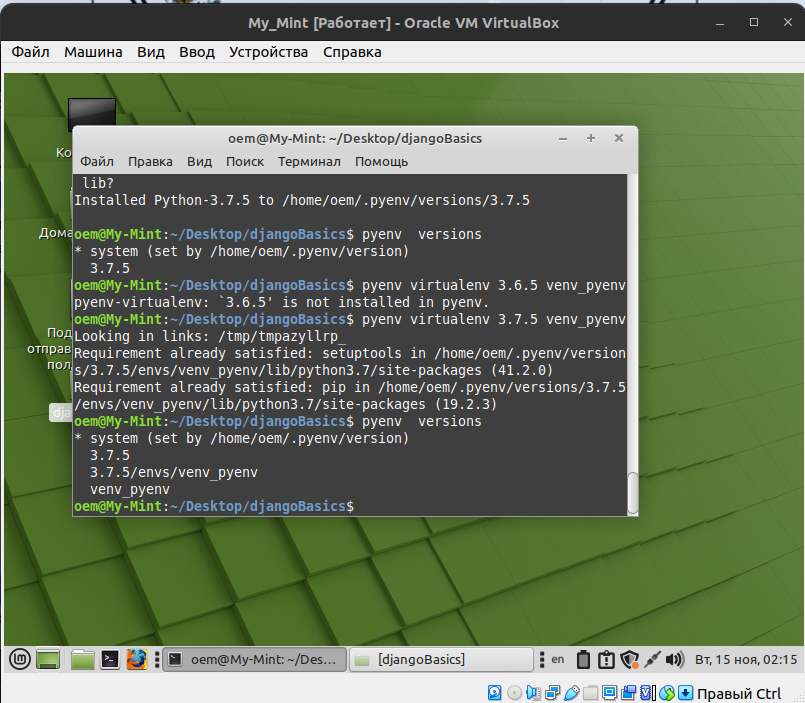 My_Mint [Работает] - Oracle VM VirtualBox
Файл Машина Вид Ввод Устройства Справка
Ко
Дома
Под
отправ
пол
dja
oem@My-Mint: ~/Desktop/djangoBasics
Файл Правка Вид Поиск Терминал Помощь
lib?
Installed Python-3.7.5 to /home/oem/.pyenv/versions/3.7.5
oem@My-Mint:~/Desktop/djangoBasics$ pyenv  versions
* system (set by /home/oem/.pyenv/version)
3.7.5
oem@My-Mint:~/Desktop/djangoBasics$ pyenv virtualenv 3.6.5 venv_pyenv
pyenv-virtualenv: `3.6.5' is not installed in pyenv.
oem@My-Mint:~/Desktop/djangoBasics$ pyenv virtualenv 3.7.5 venv_pyenv
Looking in links: /tmp/tmpazyllrp_
Requirement already satisfied: setuptools in /home/oem/.pyenv/version
s/3.7.5/envs/venv_pyenv/lib/python3.7/site-packages (41.2.0)
Requirement already satisfied: pip in /home/oem/.pyenv/versions/3.7.5
/envs/venv_pyenv/lib/python3.7/site-packages (19.2.3)
oem@My-Mint:~/Desktop/djangoBasics$ pyenv  versions
* system (set by /home/oem/.pyenv/version)
3.7.5
3.7.5/envs/venv_pyenv
venv_pyenv
oem@My-Mint:~/Desktop/djangoBasics$
oem@My-Mint: ~/Des... [djangoBasics] en Вт, 15 ноя, 02:15
Правый Ctrl